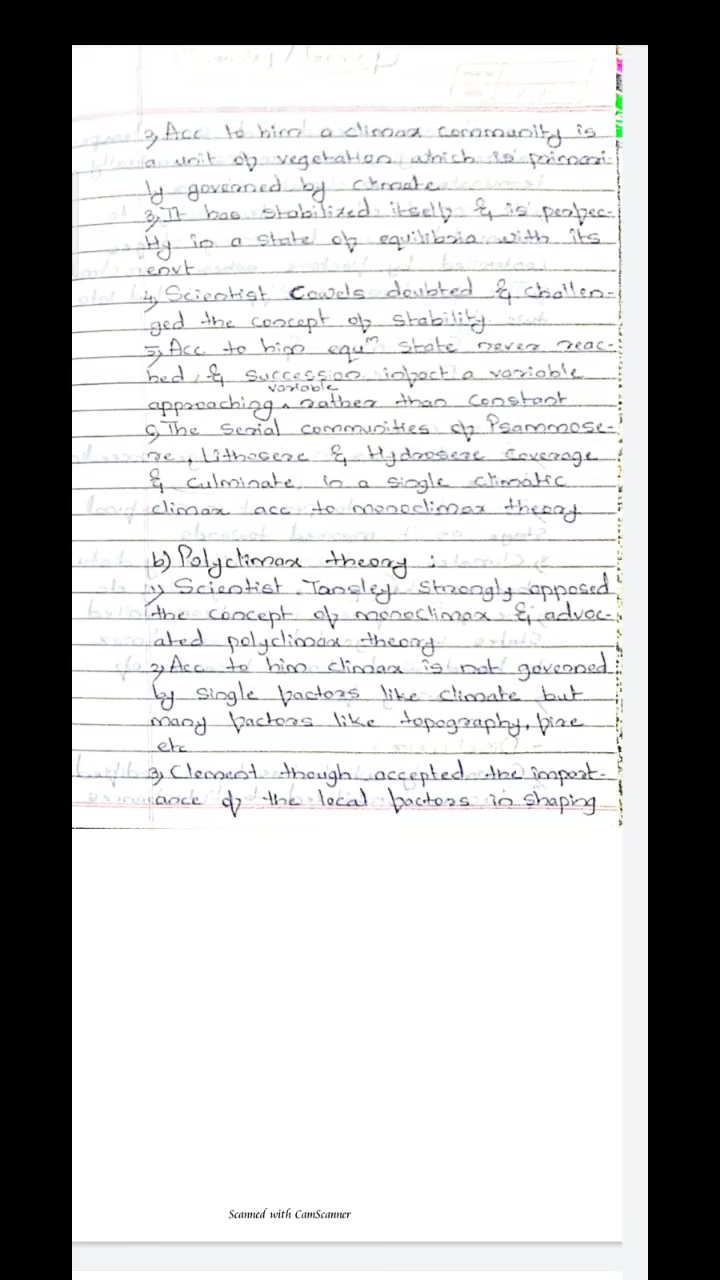 2, Acc to him a climax community is
a unit of vegetation which is primari-
ly governed by climate
3, It has stabilized itself & is perfec-
tly in a state of equilibria with its
envt
4, Scientist Cowels doubted & challen-
ged the concept of stability
5, Acc to him equm state never reac-
hed, & succession infact a variable
approaching variable rather than constant
6, The serial communities of Psammose-
re, Lithosere & Hydrosere coverage
& culminate in a single climatic
climax acc to monoclimax theory
b) Polyclimax theory :
1, Scientist Tansley strongly opposed
the concept of monoclimax & advoc-
ated polyclimax theory
2, Acc to him climax is not governed
by single factors like climate but
many factors like topography, fire
etc
3, Clement though accepted the import-
ance of the local factors in shaping
Scanned with CamScanner